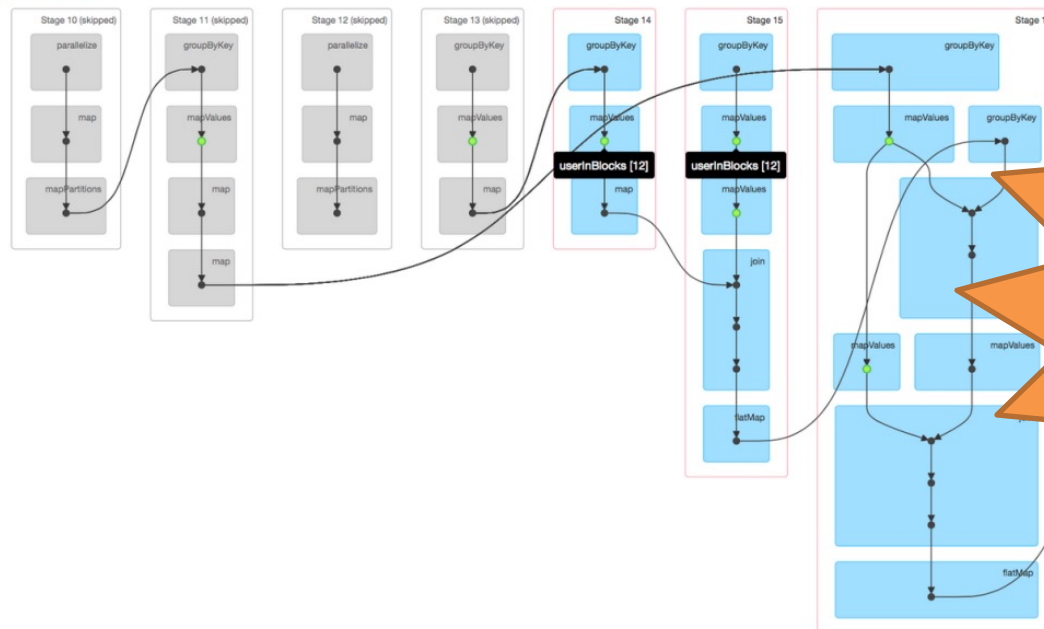 Stage 10 (skipped)
parallelize
map
mapPartitions
Stage 11 (skipped)
groupByKey
mapValues
map
map
Stage 12 (skipped)
parallelize
map
mapPartitions
Stage 13 (skipped)
groupByKey
mapValues
map
Stage 14
groupByKey
mapValues
userInBlocks [12]
map
Stage 15
groupByKey
mapValues
userInBlocks [12]
mapValues
join
flatMap
Stage
groupByKey
mapValues
groupByKey
mapValues
mapValues
flatMap